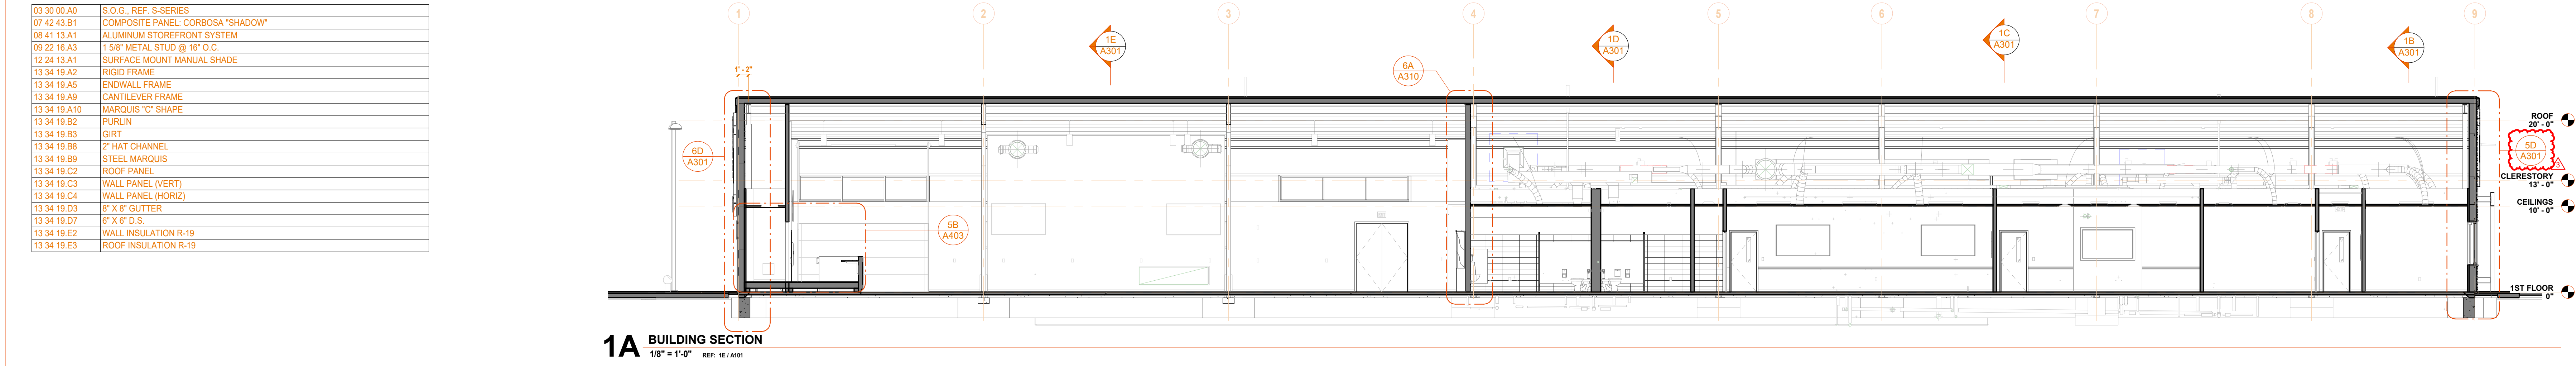 03 30 00.A0 S.O.G., REF. S-SERIES
07 42 43.B1 COMPOSITE PANEL: CORBOSA "SHADOW"
08 41 13.A1 ALUMINUM STOREFRONT SYSTEM
09 22 16.A3 1 5/8" METAL STUD @ 16" O.C.
12 24 13.A1 SURFACE MOUNT MANUAL SHADE
13 34 19.A2 RIGID FRAME
13 34 19.A5 ENDWALL FRAME
13 34 19.A9 CANTILEVER FRAME
13 34 19.A10 MARQUIS "C" SHAPE
13 34 19.B2 PURLIN
13 34 19.B3 GIRT
13 34 19.B8 2" HAT CHANNEL
13 34 19.B9 STEEL MARQUIS
13 34 19.C2 ROOF PANEL
13 34 19.C3 WALL PANEL (VERT)
13 34 19.C4 WALL PANEL (HORIZ)
13 34 19.D3 8" X 8" GUTTER
13 34 19.D7 6" X 6" D.S.
13 34 19.E2 WALL INSULATION R-19
13 34 19.E3 ROOF INSULATION R-19
1 2 3 4 5 6 7 8 9
1E
A301
1D
A301
1C
A301
1B
A301
1' - 2"
6A
A310
6D
A301
5B
A403
ROOF
20' - 0"
5D
A301
3
CLERESTORY
13' - 0"
CEILINGS
10' - 0"
1ST FLOOR
0"
1A BUILDING SECTION
1/8" = 1'-0" REF: 1E / A101